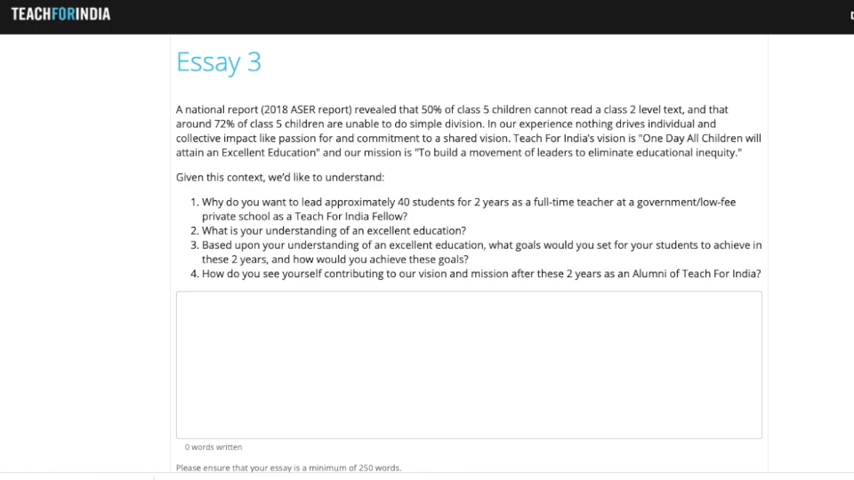 TEACHFORINDIA
Essay 3
A national report (2018 ASER report) revealed that 50% of class 5 children cannot read a class 2 level text, and that
around 72% of class 5 children are unable to do simple division. In our experience nothing drives individual and
collective impact like passion for and commitment to a shared vision. Teach For India's vision is "One Day All Children will
attain an Excellent Education" and our mission is "To build a movement of leaders to eliminate educational inequity."
Given this context, we'd like to understand:
1. Why do you want to lead approximately 40 students for 2 years as a full-time teacher at a government/low-fee
private school as a Teach For India Fellow?
2. What is your understanding of an excellent education?
3. Based upon your understanding of an excellent education, what goals would you set for your students to achieve in
these 2 years, and how would you achieve these goals?
4. How do you see yourself contributing to our vision and mission after these 2 years as an Alumni of Teach For India?
0 words written
Please ensure that your essay is a minimum of 250 words.